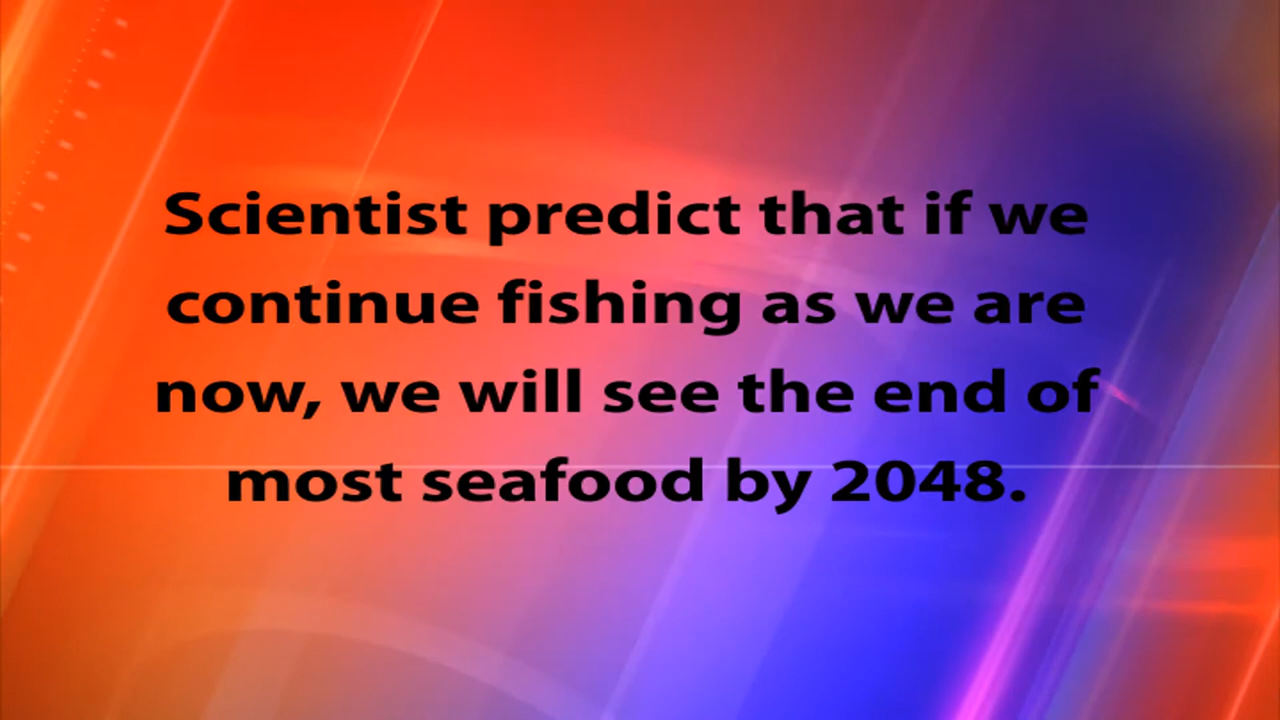 Scientist predict that if we
continue fishing as we are
now, we will see the end of
most seafood by 2048.